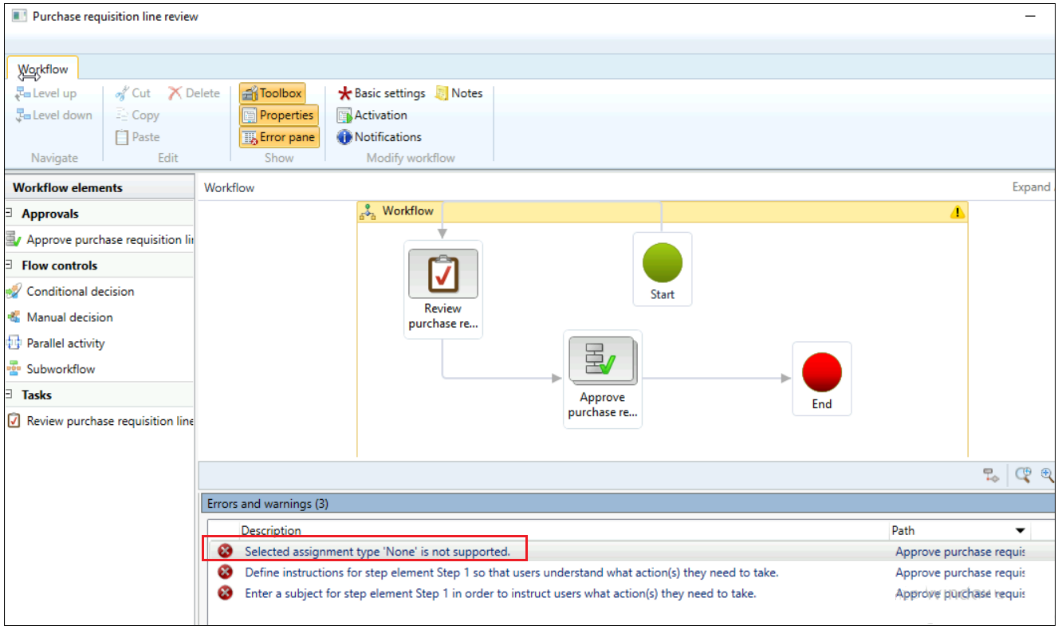 Purchase requisition line review
Workflow
Level up
Cut
Delete
Toolbox
Basic settings
Notes
Level down
Copy
Properties
Activation
Paste
Error pane
Notifications
Navigate
Edit
Show
Modify workflow
Workflow elements
Workflow
Expand
Approvals
Workflow
Approve purchase requisition lin
Flow controls
Conditional decision
Manual decision
Parallel activity
Subworkflow
Tasks
Review purchase requisition line
Start
Review
purchase re...
Approve
purchase re...
End
Errors and warnings (3)
Description
Path
Selected assignment type 'None' is not supported.
Approve purchase requis
Define instructions for step element Step 1 so that users understand what action(s) they need to take.
Approve purchase requis
Enter a subject for step element Step 1 in order to instruct users what action(s) they need to take.
Approve purchase requis